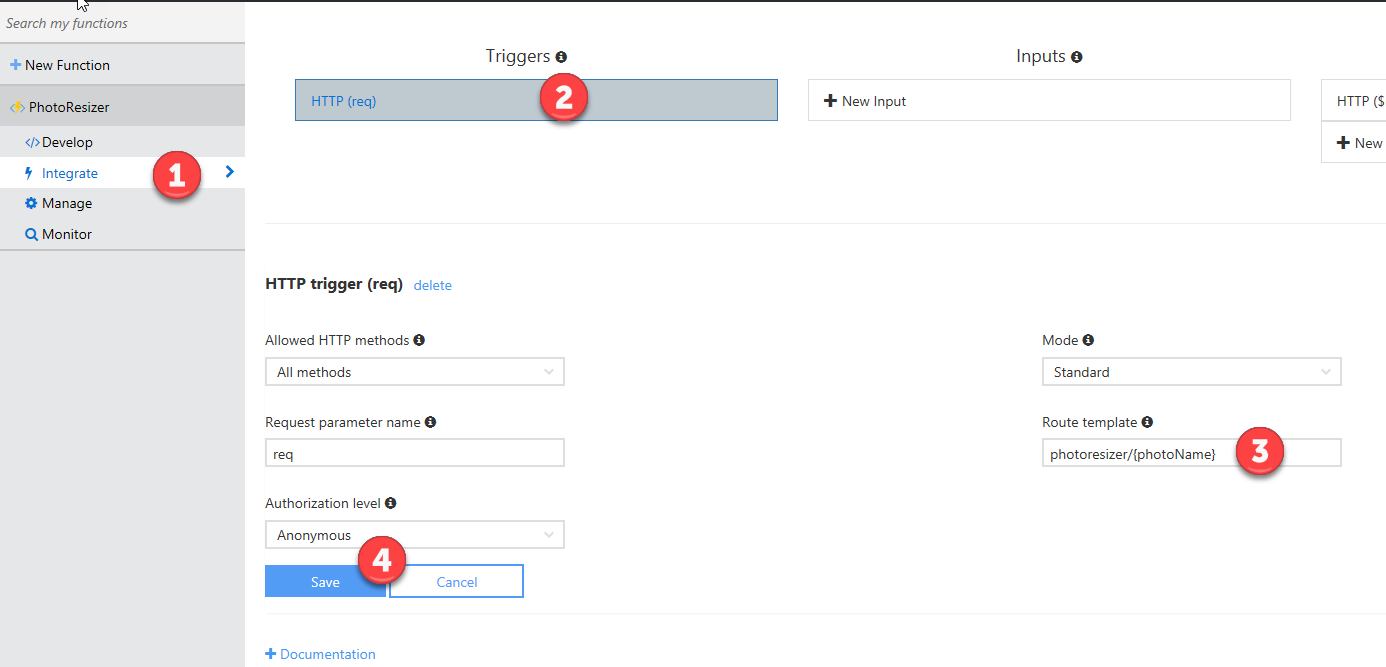 Search my functions
New Function
PhotoResizer
Develop
Integrate
1
Manage
Monitor
Triggers
HTTP (req)
2
Inputs
New Input
HTTP ($
New
HTTP trigger (req) delete
Allowed HTTP methods
All methods
Mode
Standard
Request parameter name
req
Route template
photoresizer/{photoName}
3
Authorization level
Anonymous
4
Save Cancel
Documentation